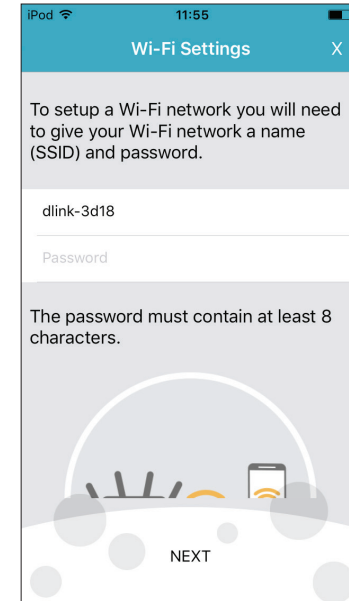 iPod 11:55
Wi-Fi Settings X
To setup a Wi-Fi network you will need
to give your Wi-Fi network a name
(SSID) and password.
dlink-3d18
Password
The password must contain at least 8
characters.
NEXT